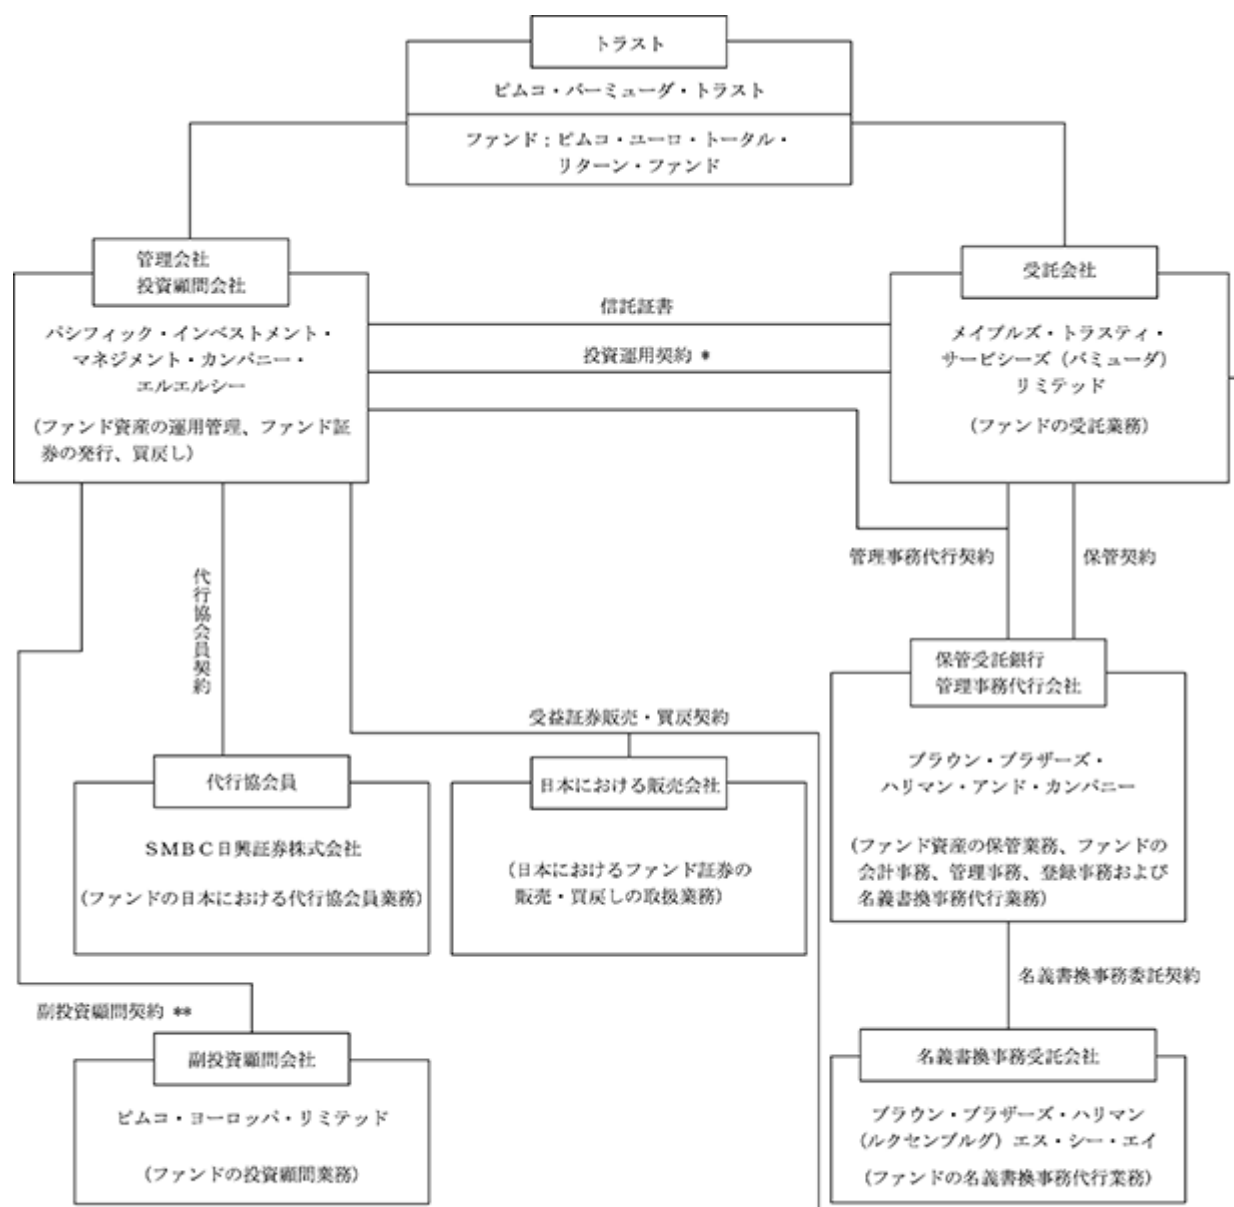 トラスト
ピムコ・バーミューダ・トラスト
ファンド：ピムコ・ユーロ・トータル・
リターン・ファンド
管理会社
投資顧問会社
パシフィック・インベストメント・
マネジメント・カンパニー・
エルエルシー
（ファンド資産の運用管理、ファンド証
券の発行、買戻し）
信託証書
投資運用契約 *
受託会社
メイプルズ・トラスティ・
サービシーズ（バミューダ）
リミテッド
（ファンドの受託業務）
管理事務代行契約
保管契約
代行協会員契約
保管受託銀行
管理事務代行会社
ブラウン・ブラザーズ・
ハリマン・アンド・カンパニー
（ファンド資産の保管業務、ファンドの
会計事務、管理事務、登録事務および
名義書換事務代行業務）
受益証券販売・買戻契約
代行協会員
ＳＭＢＣ日興証券株式会社
（ファンドの日本における代行協会員業務）
日本における販売会社
（日本におけるファンド証券の
販売・買戻しの取扱業務）
名義書換事務委託契約
副投資顧問契約 **
副投資顧問会社
ピムコ・ヨーロッパ・リミテッド
（ファンドの投資顧問業務）
名義書換事務受託会社
ブラウン・ブラザーズ・ハリマン
（ルクセンブルグ）エス・シー・エイ
（ファンドの名義書換事務代行業務）